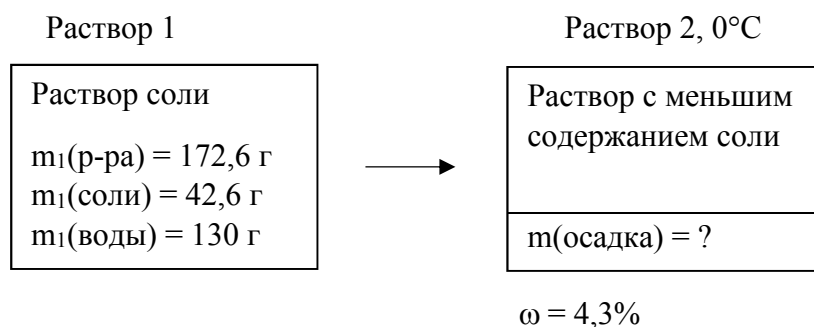 Раствор 1
Раствор 2, 0°C
Раствор соли
m₁(р-ра) = 172,6 г
m₁(соли) = 42,6 г
m₁(воды) = 130 г
Раствор с меньшим
содержанием соли
m(осадка) = ?
ω = 4,3%